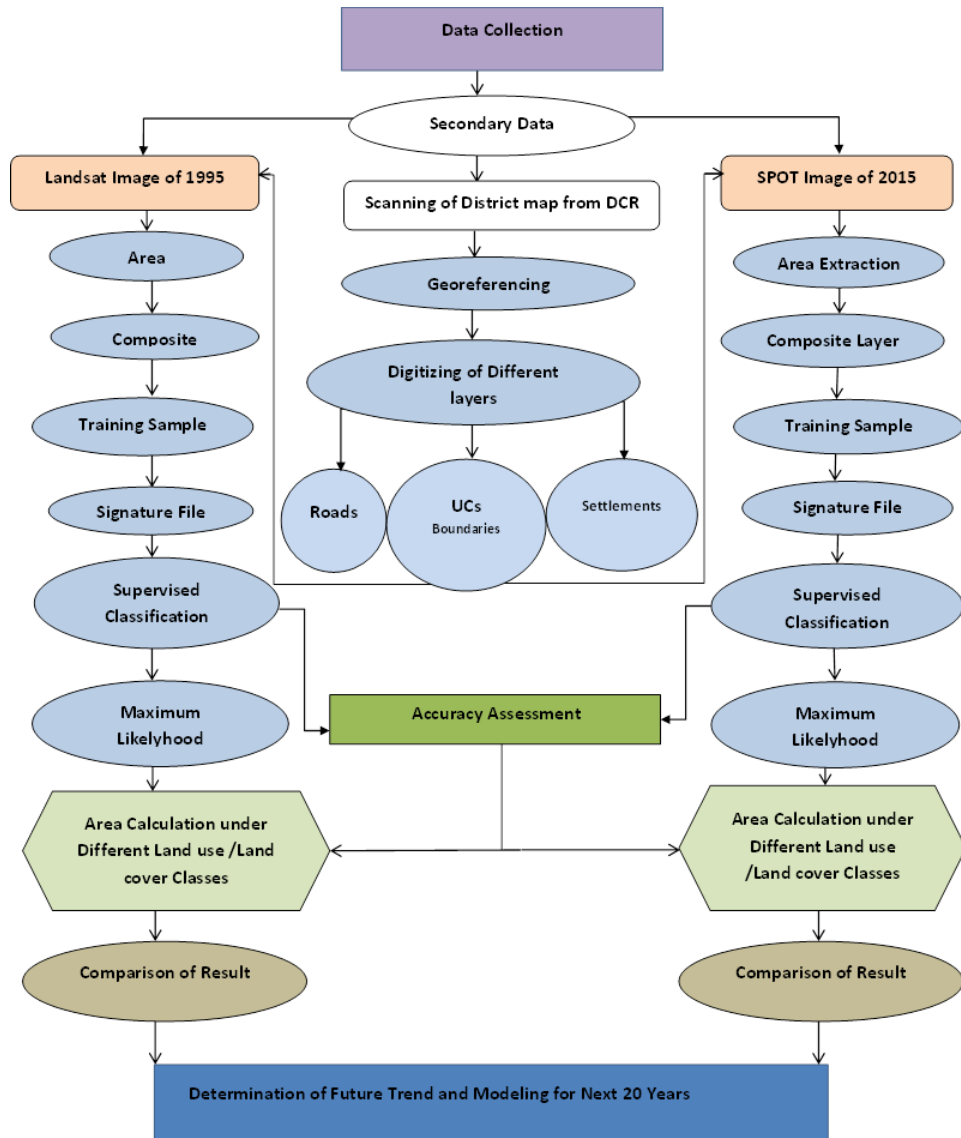 Data Collection
Secondary Data
Landsat Image of 1995
Scanning of District map from DCR
SPOT Image of 2015
Area
Georeferencing
Area Extraction
Composite
Digitizing of Different
layers
Composite Layer
Training Sample
Training Sample
Signature File
Roads
UCs
Boundaries
Settlements
Signature File
Supervised
Classification
Supervised
Classification
Maximum
Likelyhood
Accuracy Assessment
Maximum
Likelyhood
Area Calculation under
Different Land use /Land
cover Classes
Area Calculation under
Different Land use
/Land cover Classes
Comparison of Result
Comparison of Result
Determination of Future Trend and Modeling for Next 20 Years